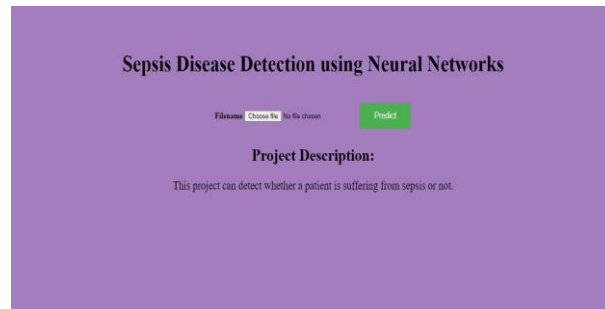 Sepsis Disease Detection using Neural Networks
Filename Choose file No file chosen Predict
Project Description:
This project can detect whether a patient is suffering from sepsis or not.